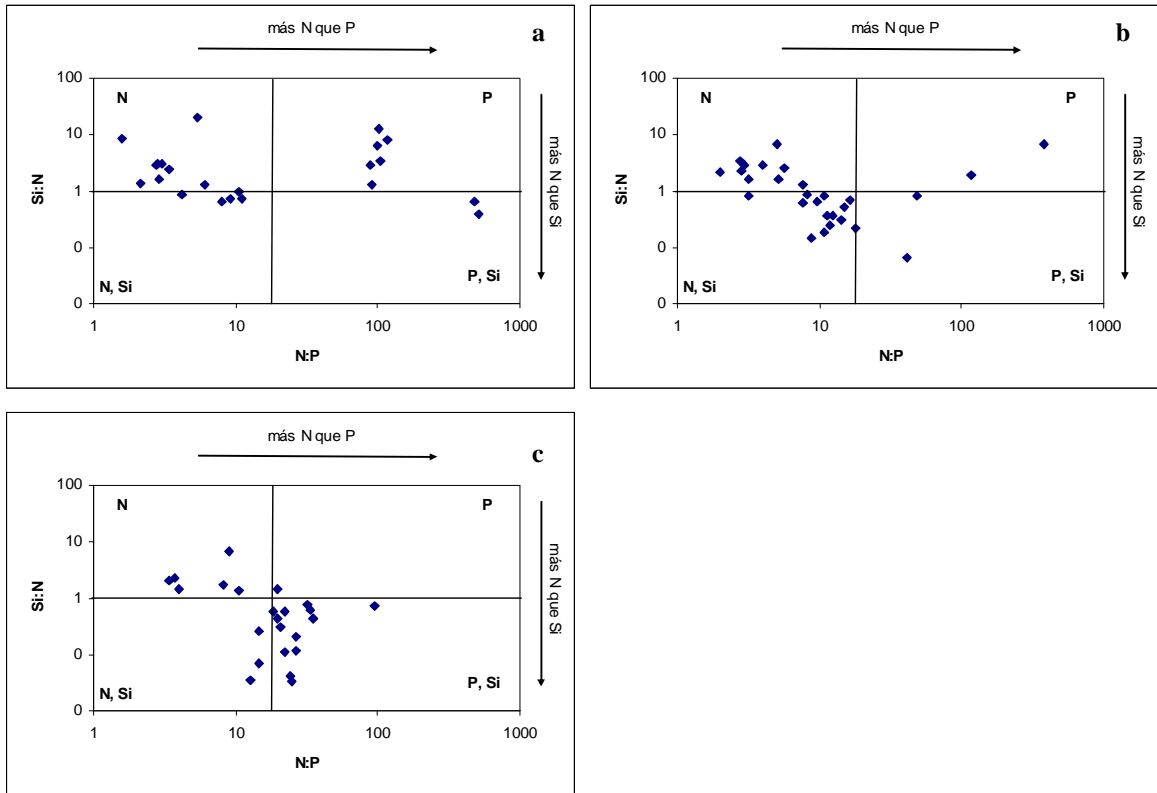 más N que P
a
100
10
1
0
0
Si:N
N
P
N, Si
P, Si
más N que Si
1
10
100
1000
N:P
más N que P
b
100
10
1
0
0
Si:N
N
P
N, Si
P, Si
más N que Si
1
10
100
1000
N:P
más N que P
c
100
10
1
0
0
Si:N
N
P
N, Si
P, Si
más N que Si
1
10
100
1000
N:P